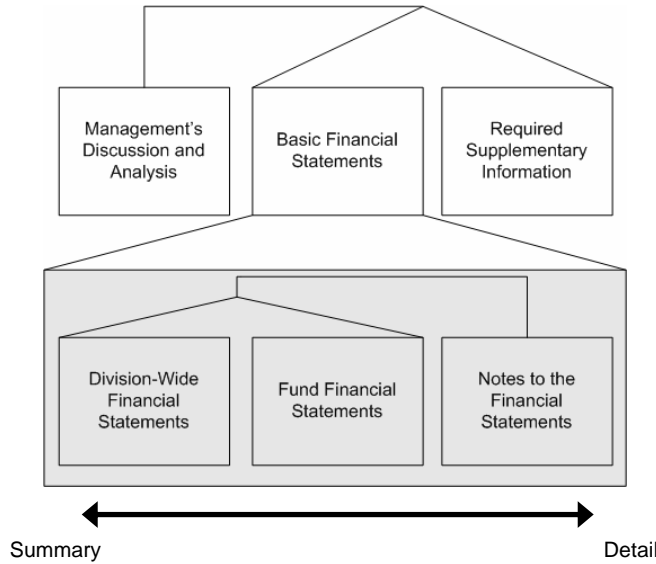 Management's
Discussion and
Analysis
Basic Financial
Statements
Required
Supplementary
Information
Division-Wide
Financial
Statements
Fund Financial
Statements
Notes to the
Financial
Statements
Summary
Detail